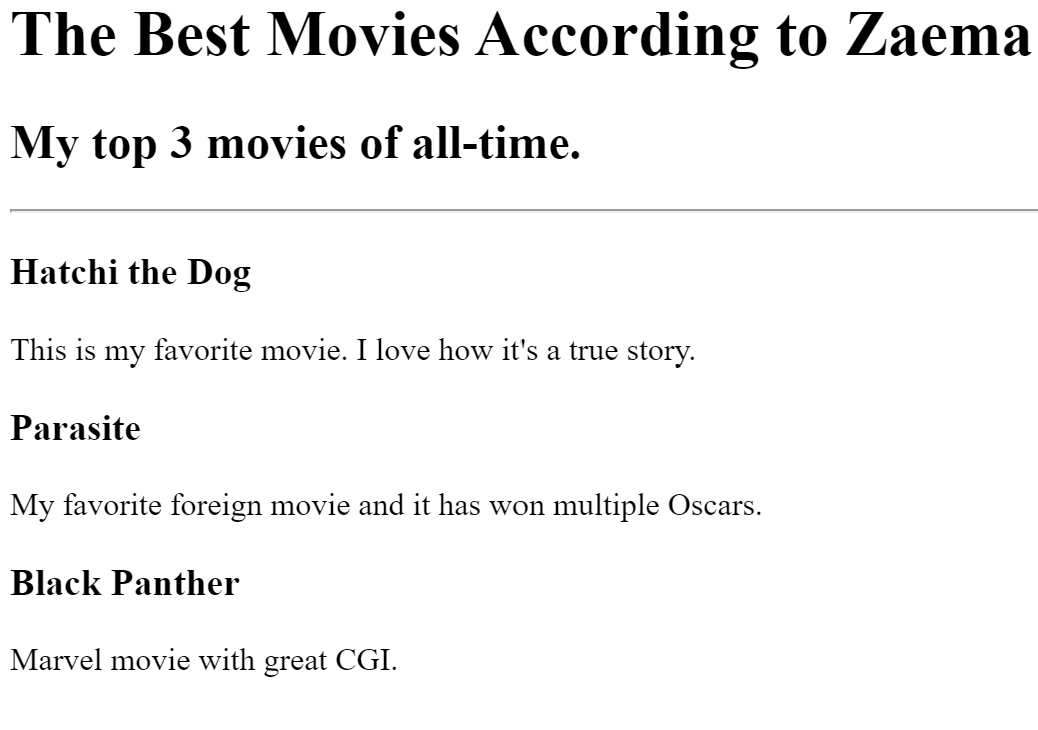 The Best Movies According to Zaema
My top 3 movies of all-time.
Hatchi the Dog
This is my favorite movie. I love how it's a true story.
Parasite
My favorite foreign movie and it has won multiple Oscars.
Black Panther
Marvel movie with great CGI.